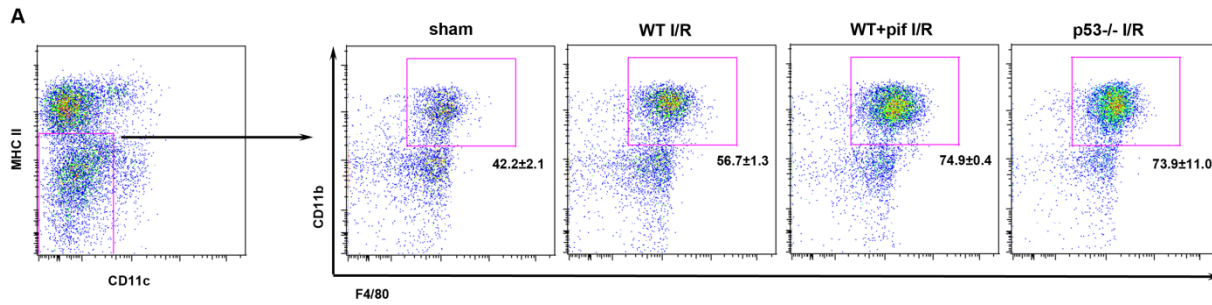 A
sham
WT I/R
WT+pif I/R
p53-/- I/R
MHC II
CD11c
CD11b
42.2±2.1
56.7±1.3
74.9±0.4
73.9±11.0
F4/80